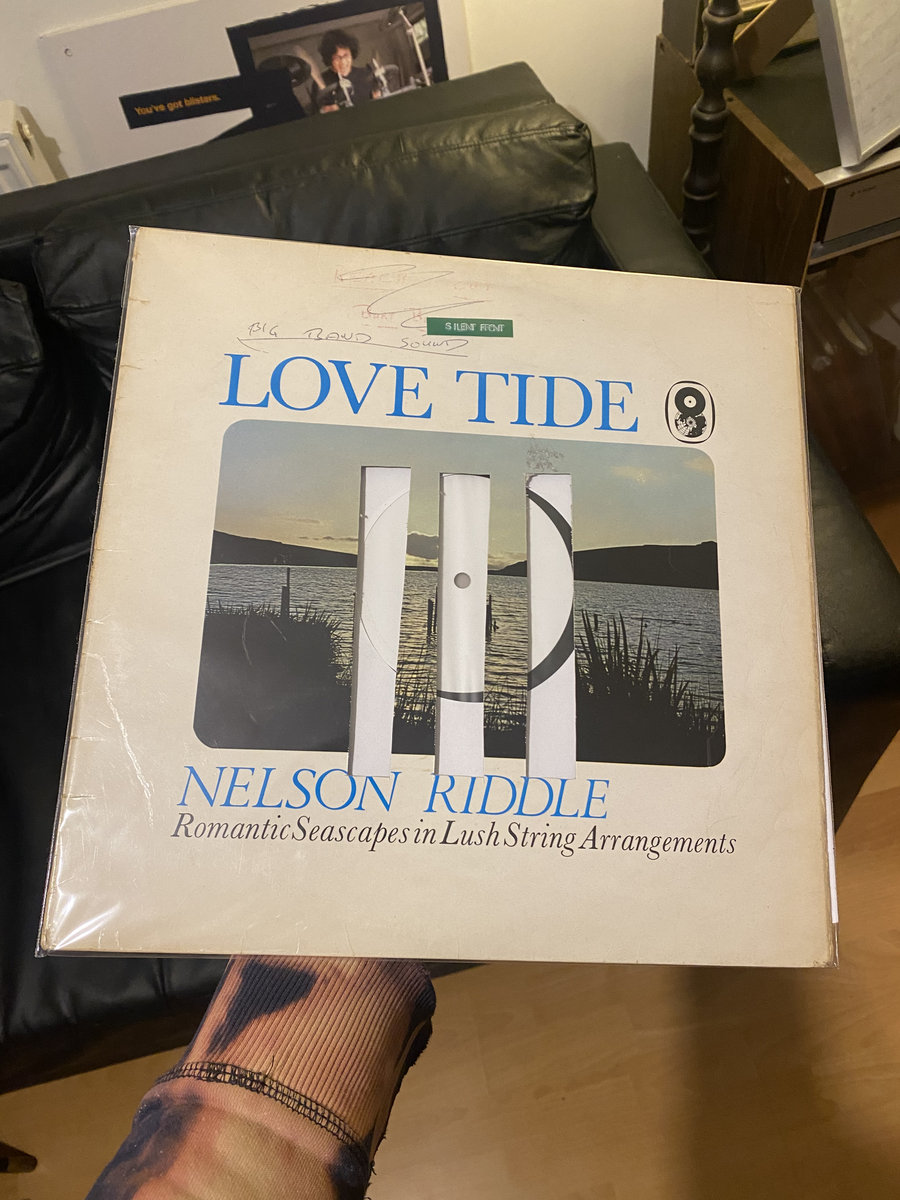 You've got blisters.
BIG BAND SOUND
SILENT FRONT
LOVE TIDE
NELSON RIDDLE
Romantic Seascapes in Lush String Arrangements